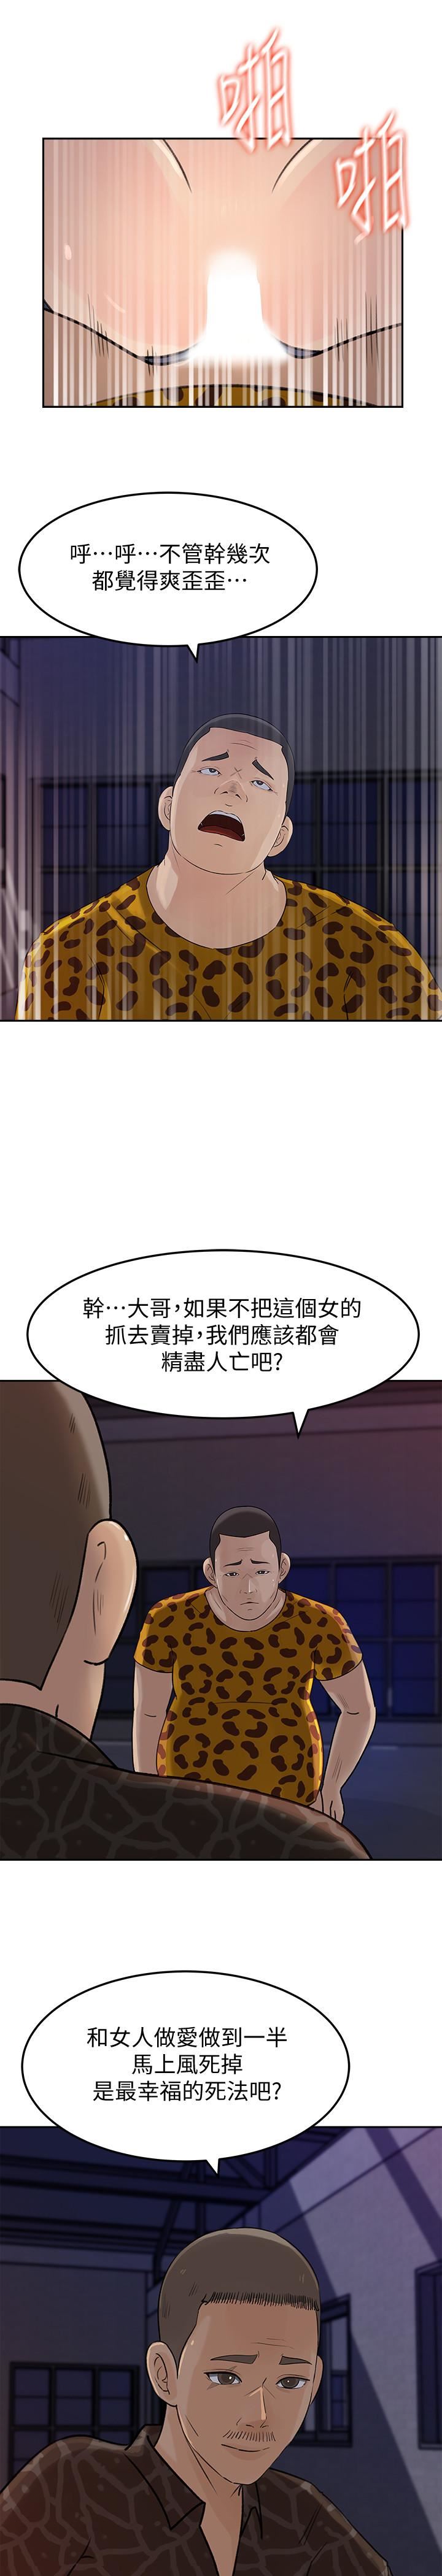 啪
啪
呼…呼…不管幹幾次
都覺得爽歪歪…
幹…大哥，如果不把這個女的
抓去賣掉，我們應該都會
精盡人亡吧?
和女人做愛做到一半
馬上風死掉
是最幸福的死法吧?